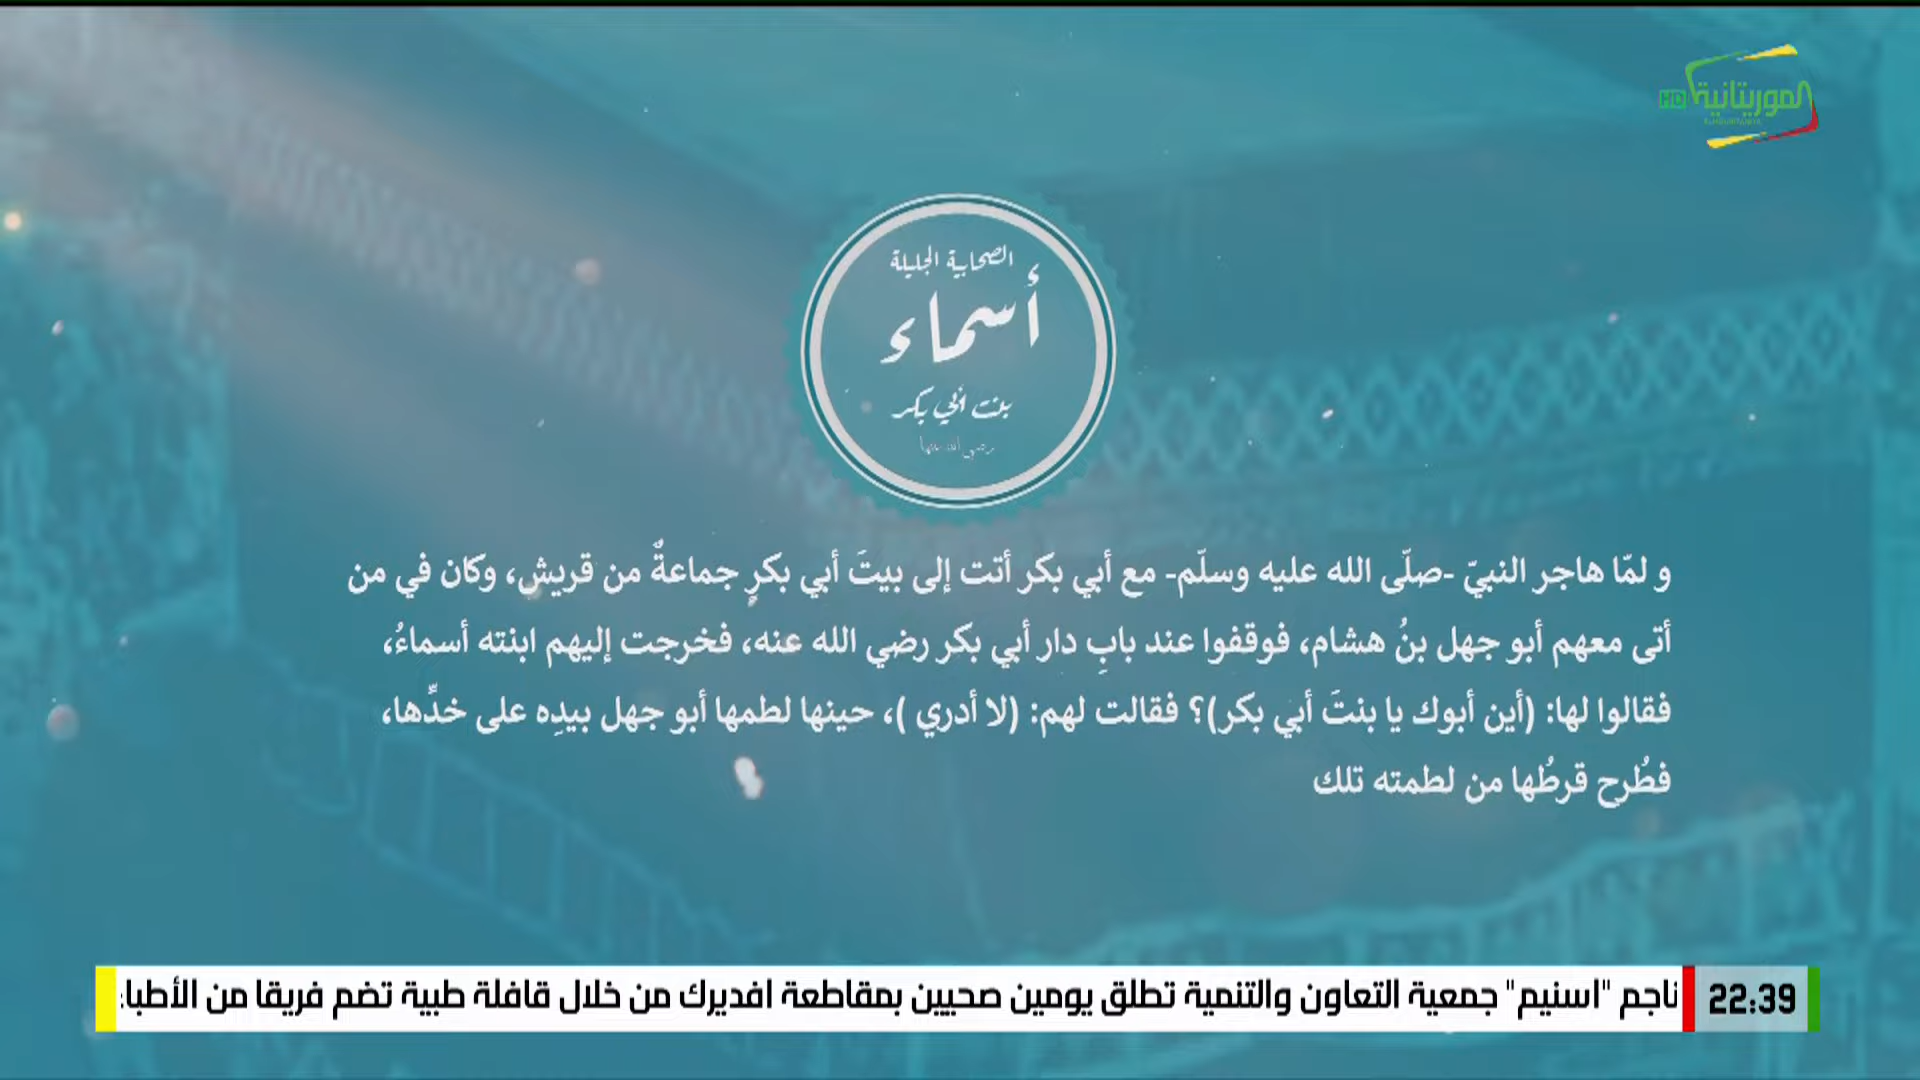 HD
الموريتانية
الصحابية الجليلة
أسماء
بنت أبي بكر
رضي الله عنها
و لمّا هاجر النبيّ -صلّى الله عليه وسلّم- مع أبي بكر أتت إلى بيتَ أبي بكرٍ جماعةٌ من قريش، وكان في من
أتى معهم أبو جهل بنُ هشام، فوقفوا عند بابِ دار أبي بكر رضي الله عنه، فخرجت إليهم ابنته أسماءُ،
فقالوا لها: (أين أبوك يا بنتَ أبي بكر)؟ فقالت لهم: (لا أدري )، حينها لطمها أبو جهل بيدِه على خدِّها،
فطُرح قرطُها من لطمته تلك
ناجم "اسنيم" جمعية التعاون والتنمية تطلق يومين صحيين بمقاطعة افديرك من خلال قافلة طبية تضم فريقا من الأطبا
22:39